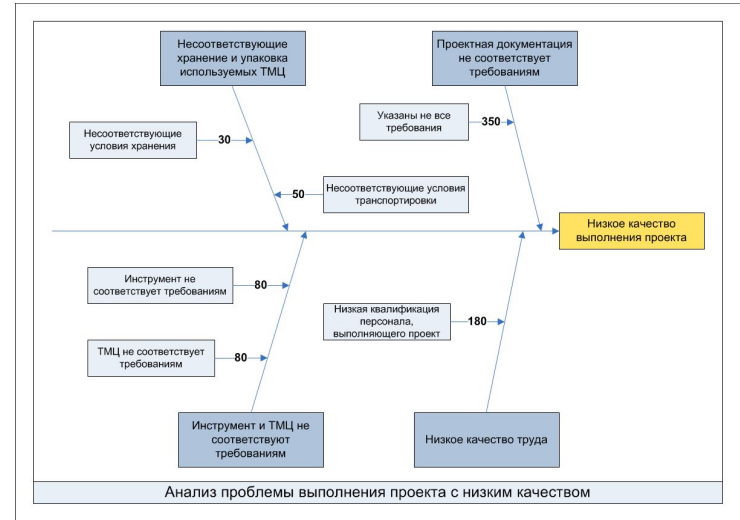 Несоответствующие
хранение и упаковка
используемых ТМЦ
Проектная документация
не соответствует
требованиям
Указаны не все
требования
350
Несоответствующие
условия хранения
30
50
Несоответствующие условия
транспортировки
Низкое качество
выполнения проекта
Инструмент не
соответствует требованиям
80
Низкая квалификация
персонала,
выполняющего проект
180
ТМЦ не соответствует
требованиям
80
Инструмент и ТМЦ не
соответствуют
требованиям
Низкое качество труда
Анализ проблемы выполнения проекта с низким качеством